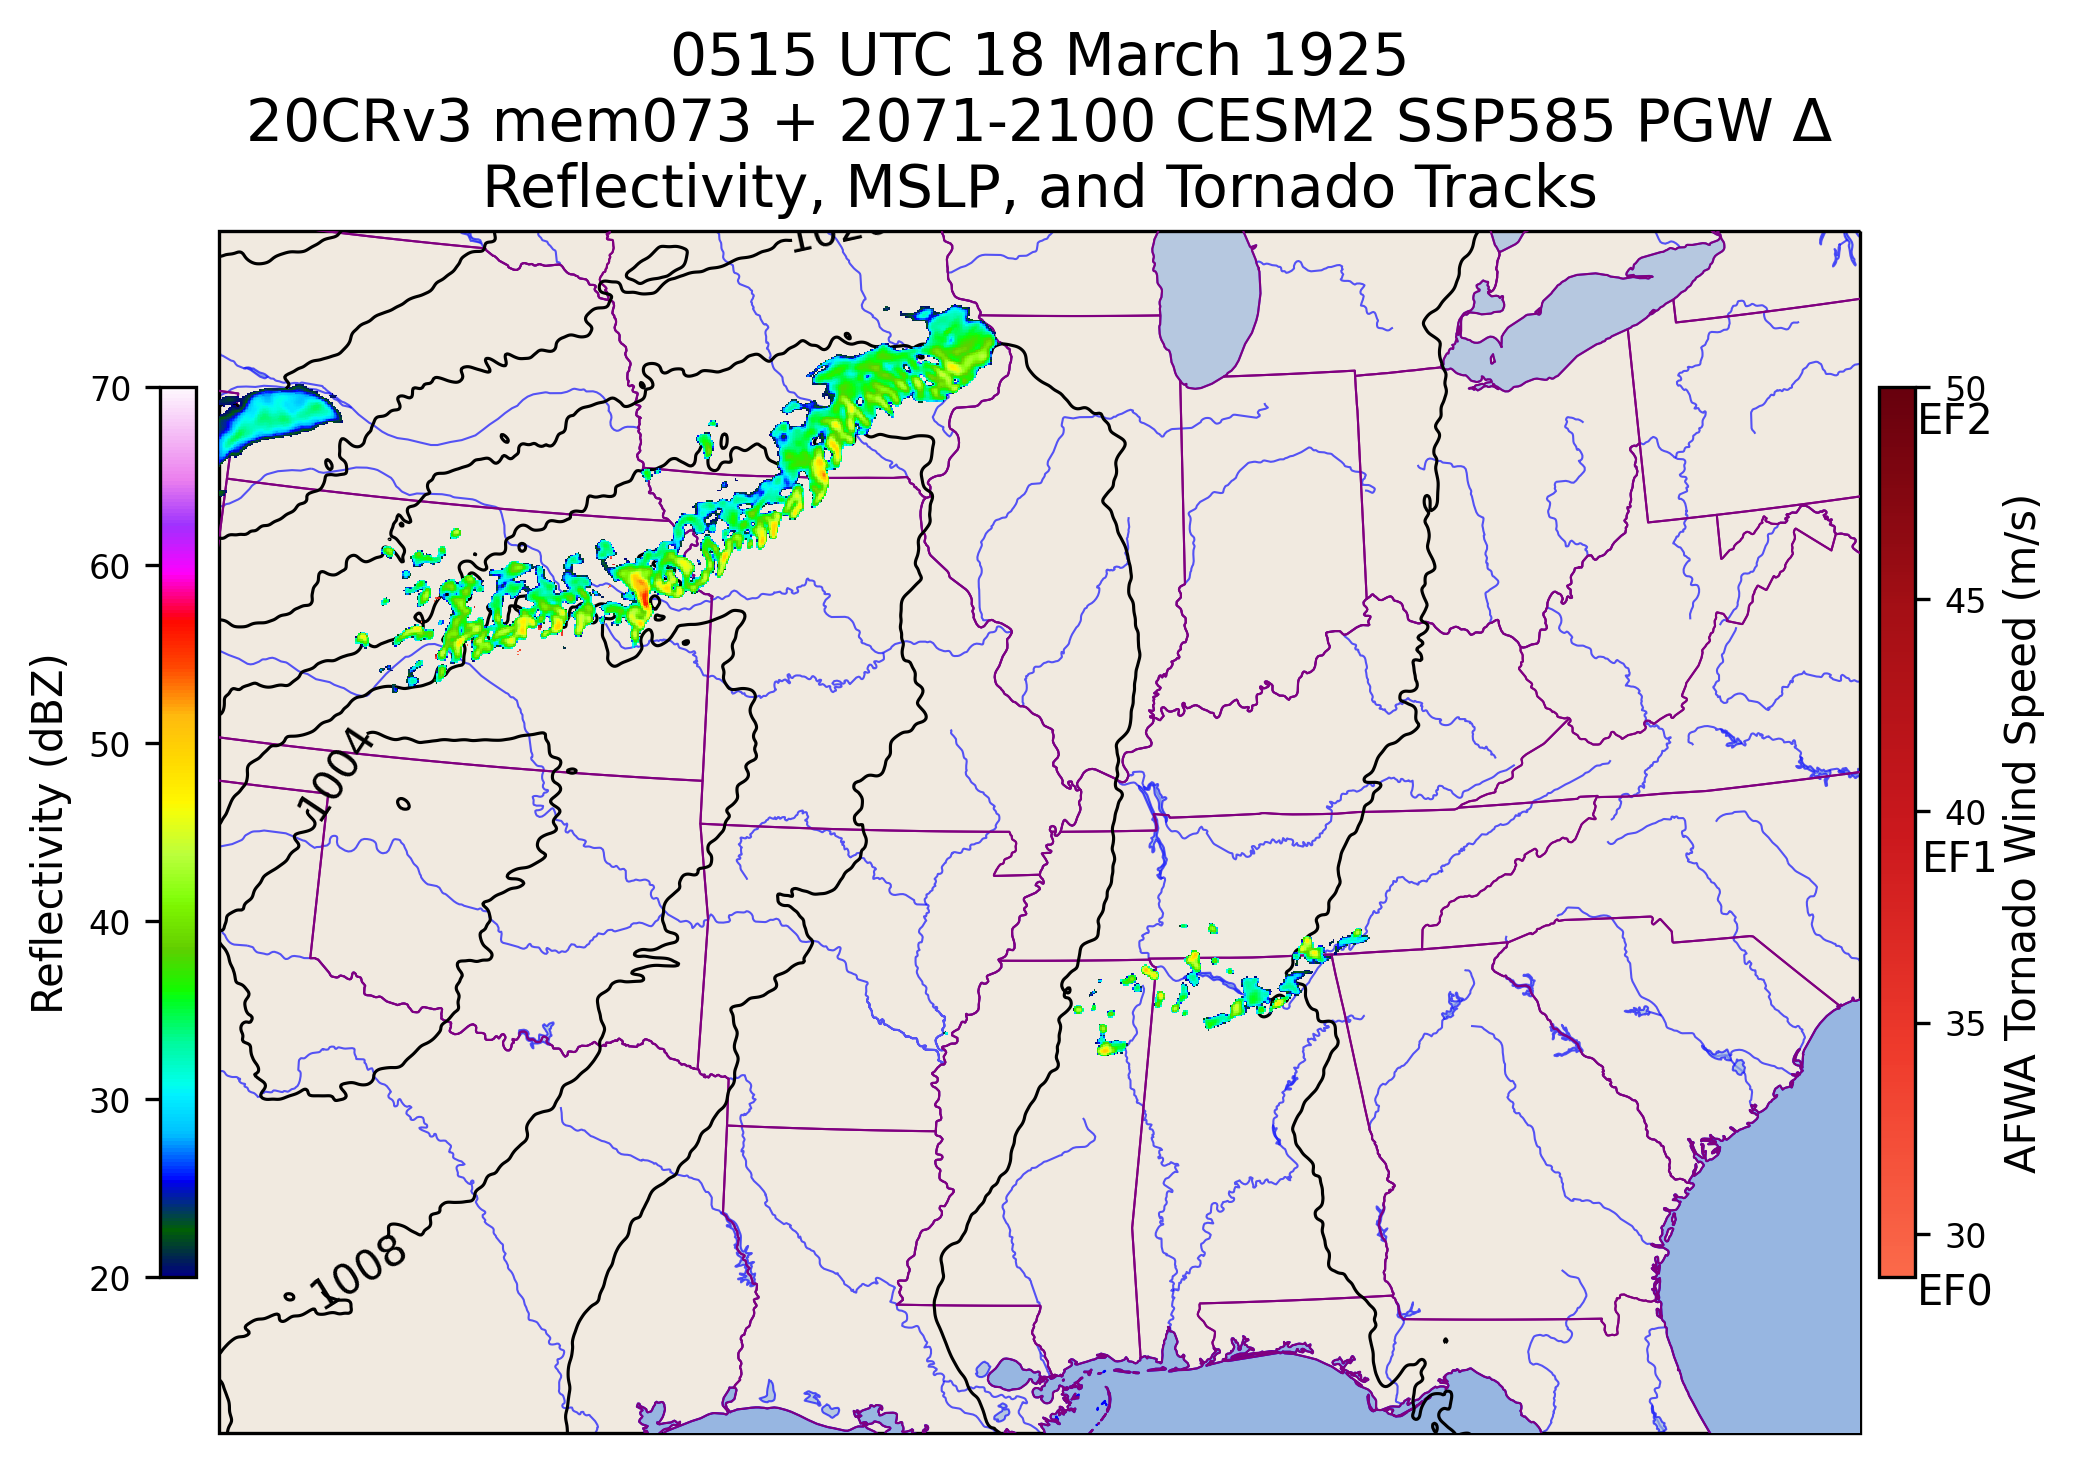 0515 UTC 18 March 1925
20CRv3 mem073 + 2071-2100 CESM2 SSP585 PGW Δ
Reflectivity, MSLP, and Tornado Tracks
70
60
50
40
30
20
Reflectivity (dBZ)
1004
1008
50
EF2
45
40
EF1
35
30
EF0
AFWA Tornado Wind Speed (m/s)